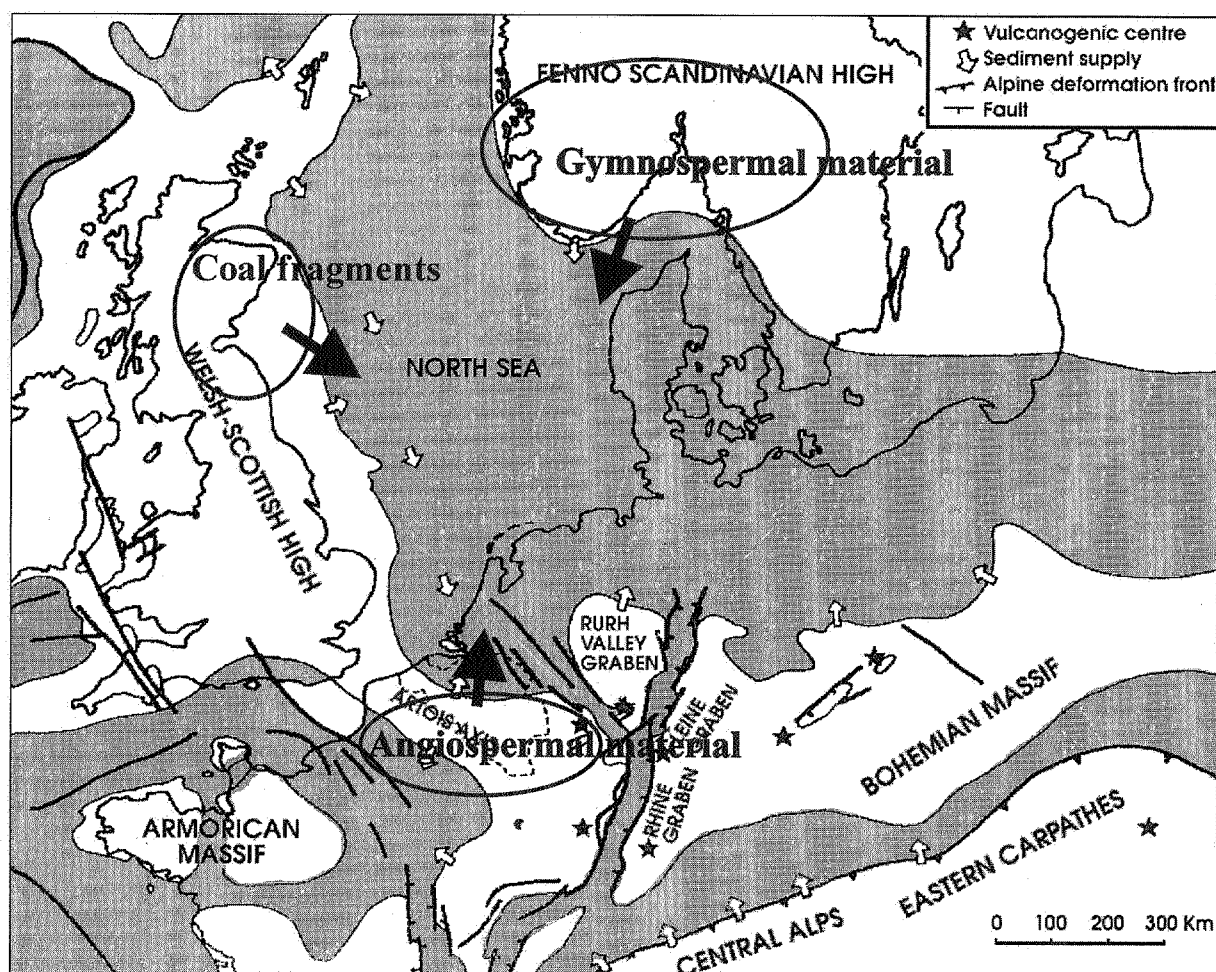 Vulcanogenic centre
Sediment supply
Alpine deformation front
Fault
FENNO SCANDINAVIAN HIGH
Gymnospermal material
Coal fragments
NORTH SEA
WELSH-SCOTTISH HIGH
RURH
VALLEY
GRABEN
ARTOIS
Angiospermal material
LEINE
GRABEN
RHINE
GRABEN
BOHEMIAN MASSIF
ARMORICAN
MASSIF
EASTERN CARPATHES
CENTRAL ALPS
0 100 200 300 Km